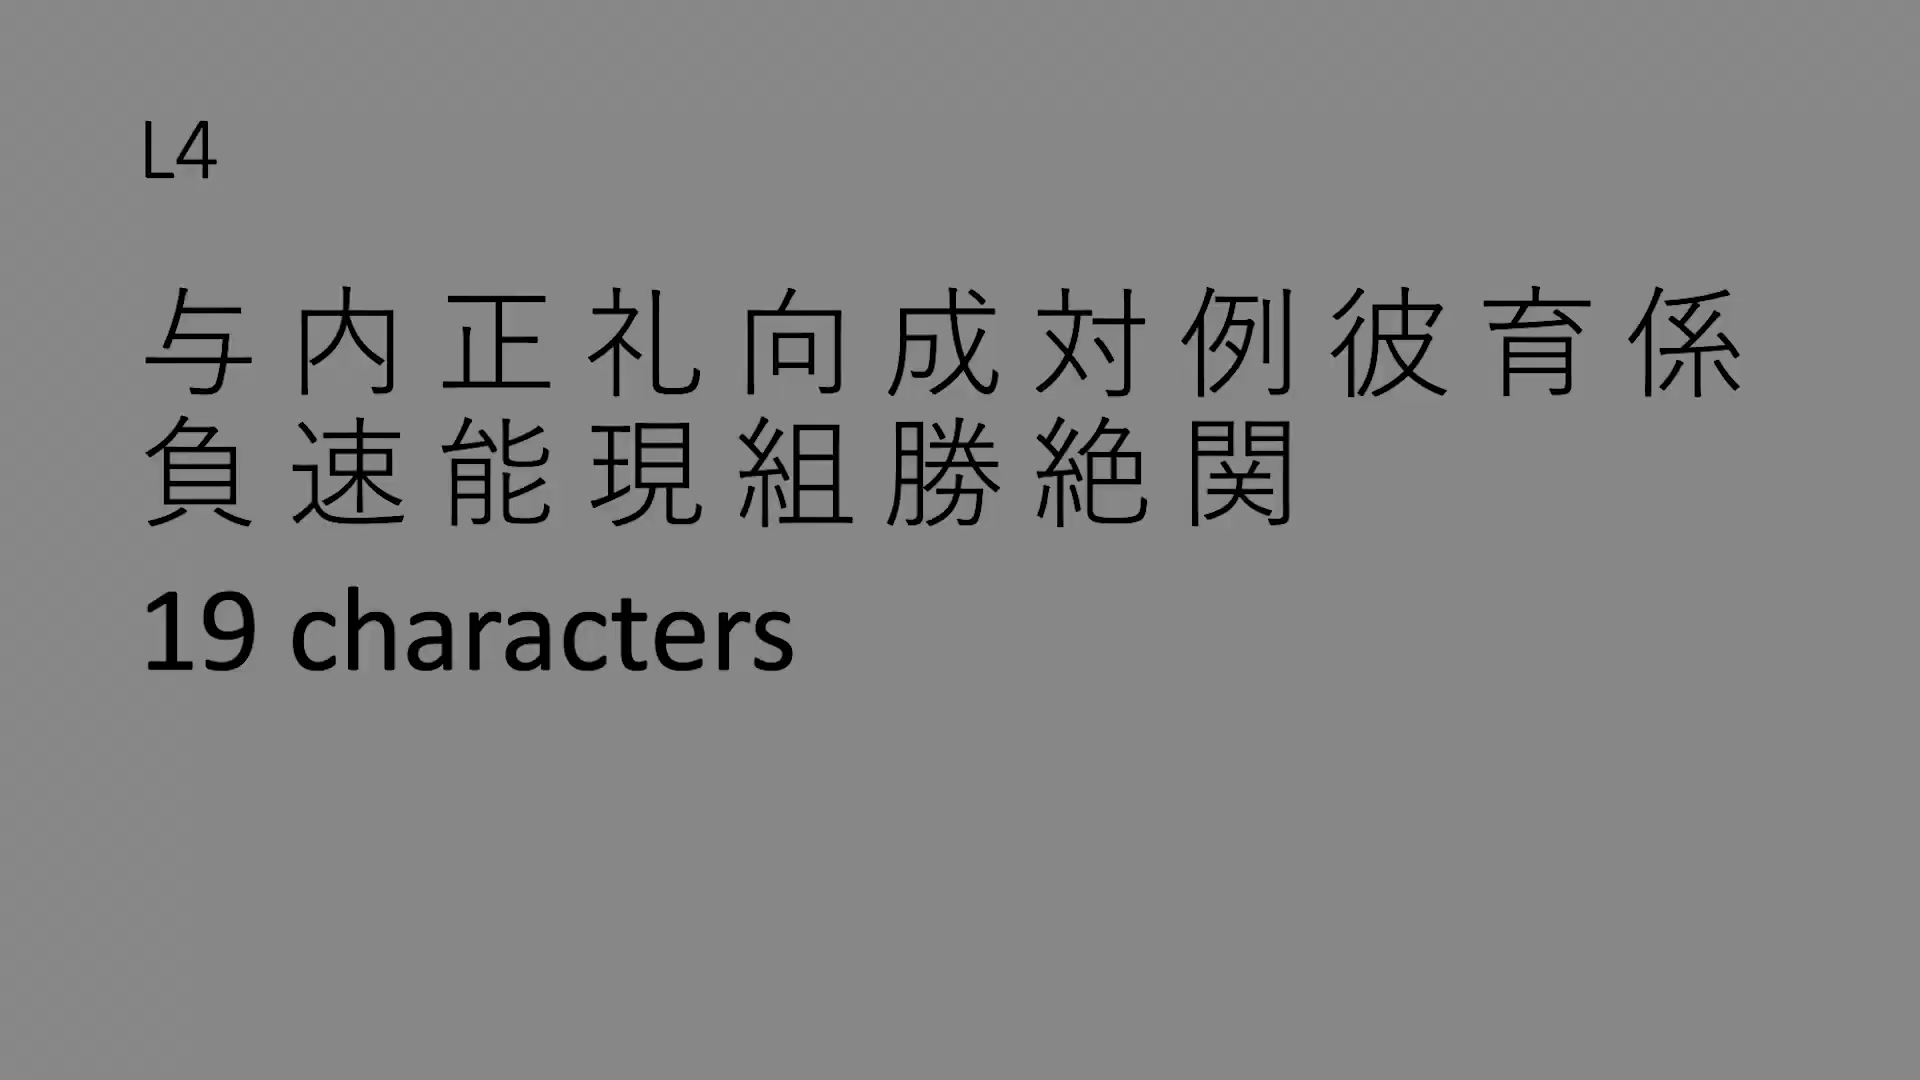 L4
与 内 正 礼 向 成 対 例 彼 育 係
負 速 能 現 組 勝 絶 関
19 characters